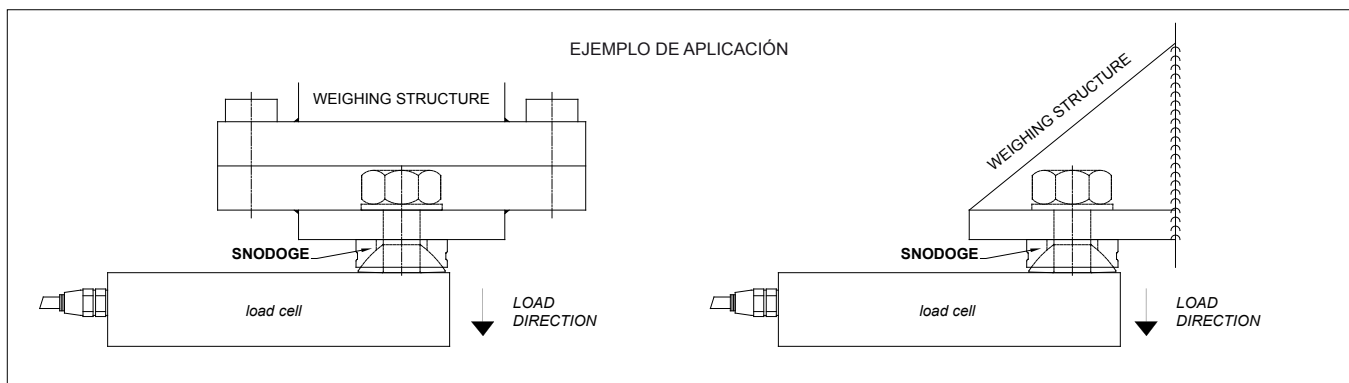 EJEMPLO DE APLICACIÓN
WEIGHING STRUCTURE
SNODOGE
load cell
LOAD
DIRECTION
WEIGHING STRUCTURE
SNODOGE
load cell
LOAD
DIRECTION